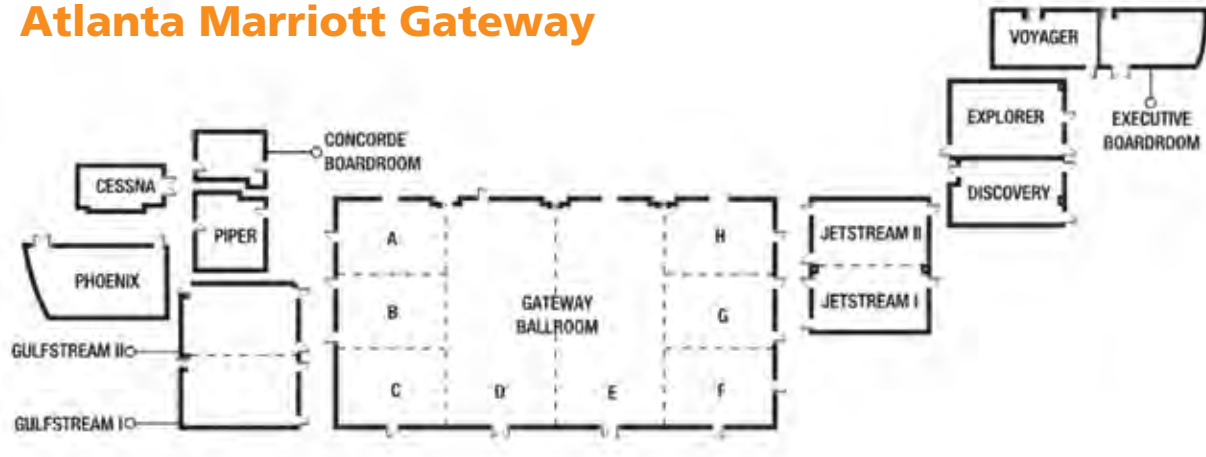 Atlanta Marriott Gateway
VOYAGER
EXECUTIVE
BOARDROOM
EXPLORER
DISCOVERY
CONCORDE
BOARDROOM
CESSNA
PIPER
PHOENIX
GULFSTREAM II
GULFSTREAM I
A
B
C
D
GATEWAY
BALLROOM
E
H
G
F
JETSTREAM II
JETSTREAM I